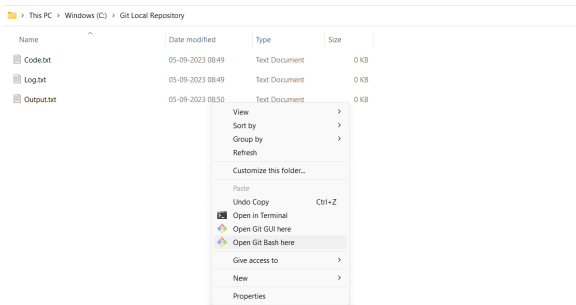 This PC > Windows (C:) > Git Local Repository
Name Date modified Type Size
Code.txt 05-09-2023 08:49 Text Document 0 KB
Log.txt 05-09-2023 08:49 Text Document 0 KB
Output.txt 05-09-2023 08:50 Text Document 0 KB
View
Sort by
Group by
Refresh
Customize this folder...
Paste
Undo Copy Ctrl+Z
Open in Terminal
Open Git GUI here
Open Git Bash here
Give access to
New
Properties